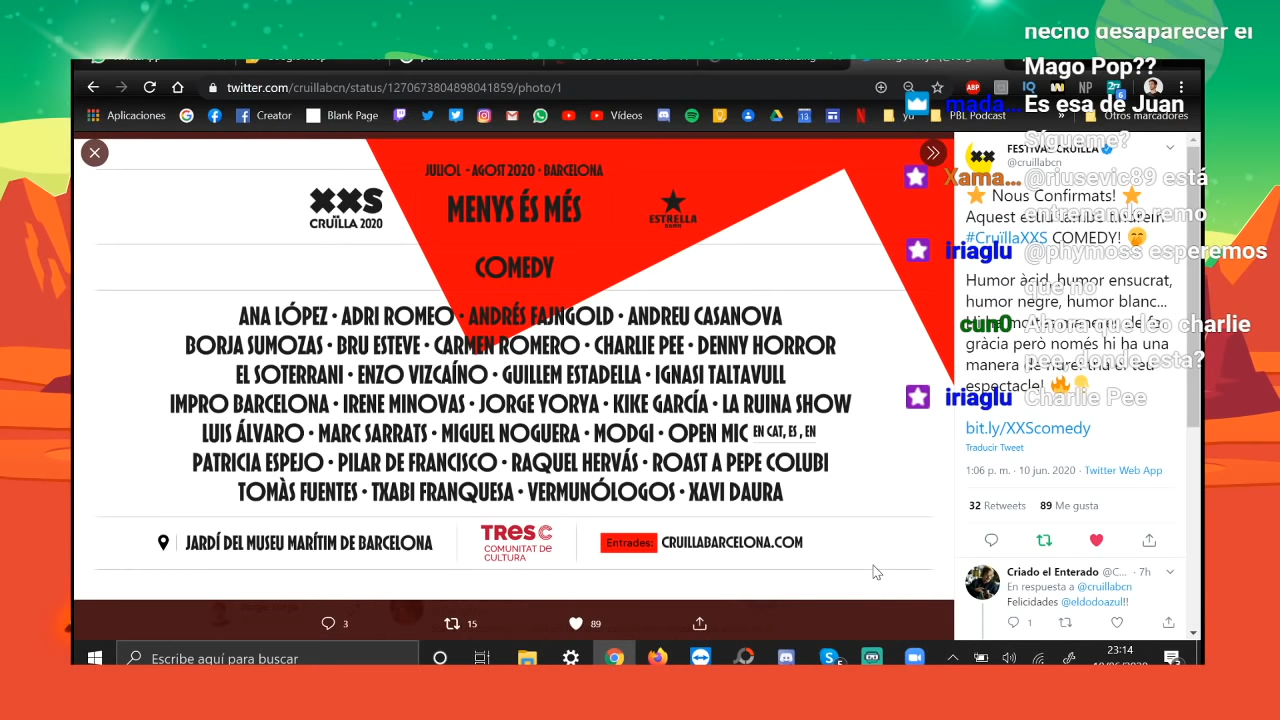 twitter.com/cruillabcn/status/1270673804898041859/photo/1
Aplicaciones
Creator
Blank Page
Vídeos
PBL Podcast
Otros marcadores
JULIOL - AGOST 2020 · BARCELONA
XXS
CRUÏLLA 2020
MENYS ÉS MÉS
ESTRELLA
DAMM
COMEDY
ANA LÓPEZ · ADRI ROMEO · ANDRÉS FAJNGOLD · ANDREU CASANOVA
BORJA SUMOZAS · BRU ESTEVE · CARMEN ROMERO · CHARLIE PEE · DENNY HORROR
EL SOTERRANI · ENZO VIZCAÍNO · GUILLEM ESTADELLA · IGNASI TALTAVULL
IMPRO BARCELONA · IRENE MINOVAS · JORGE YORYA · KIKE GARCÍA · LA RUINA SHOW
LUIS ÁLVARO · MARC SARRATS · MIGUEL NOGUERA · MODGI · OPEN MIC EN CAT, ES, EN
PATRICIA ESPEJO · PILAR DE FRANCISCO · RAQUEL HERVÁS · ROAST A PEPE COLUBI
TOMÀS FUENTES · TXABI FRANQUESA · VERMUNÓLOGOS · XAVI DAURA
JARDÍ DEL MUSEU MARÍTIM DE BARCELONA
TRESC
COMUNITAT DE
CULTURA
Entrades: CRUILLABARCELONA.COM
3
15
89
FESTIVAL CRUÏLLA
@cruillabcn
Nous Confirmats!
Aquest estiu també tindrem
#CruïllaXXS COMEDY!
Humor àcid, humor ensucrat,
humor negre, humor blanc...
gràcia però només hi ha una
espectacle!
bit.ly/XXScomedy
Traducir Tweet
1:06 p. m. · 10 jun. 2020 · Twitter Web App
32 Retweets 89 Me gusta
Criado el Enterado @C... · 7h
En respuesta a @cruillabcn
Felicidades @eldodoazul!!
1
hecho desaparecer el
Mago Pop??
mada... Es esa de Juan
Sígueme?
Xama... @riusevic89 está
entrenando remo
iriaglu @phymoss esperemos
que no
cun0 Ahora que leo charlie
pee, donde esta?
iriaglu Charlie Pee
Escribe aquí para buscar
23:14